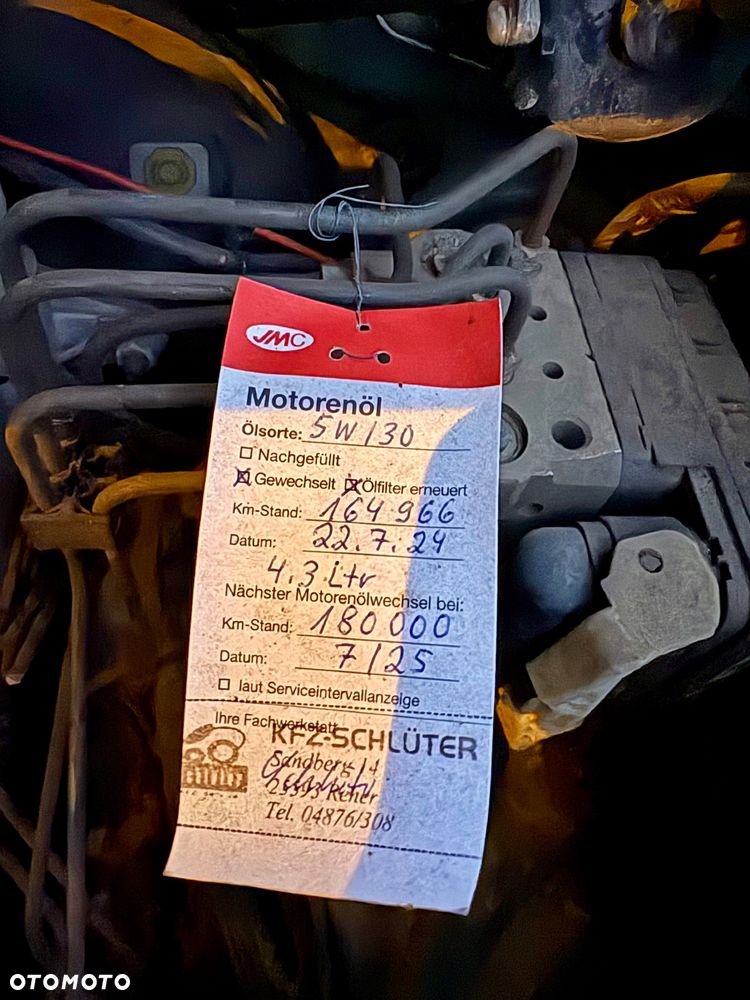 JMC
Motorenöl
Ölsorte: 5W/30
Nachgefüllt
Gewechselt Ölfilter erneuert
Km-Stand: 164 966
Datum: 22.7.24
4.3 Ltr
Nächster Motorenölwechsel bei:
Km-Stand: 180 000
Datum: 7/25
laut Serviceintervallanzeige
Ihre Fachwerkstatt
KFZ-SCHLÜTER
Sandberg 14
Reher
Tel. 04876/308
OTOMOTO